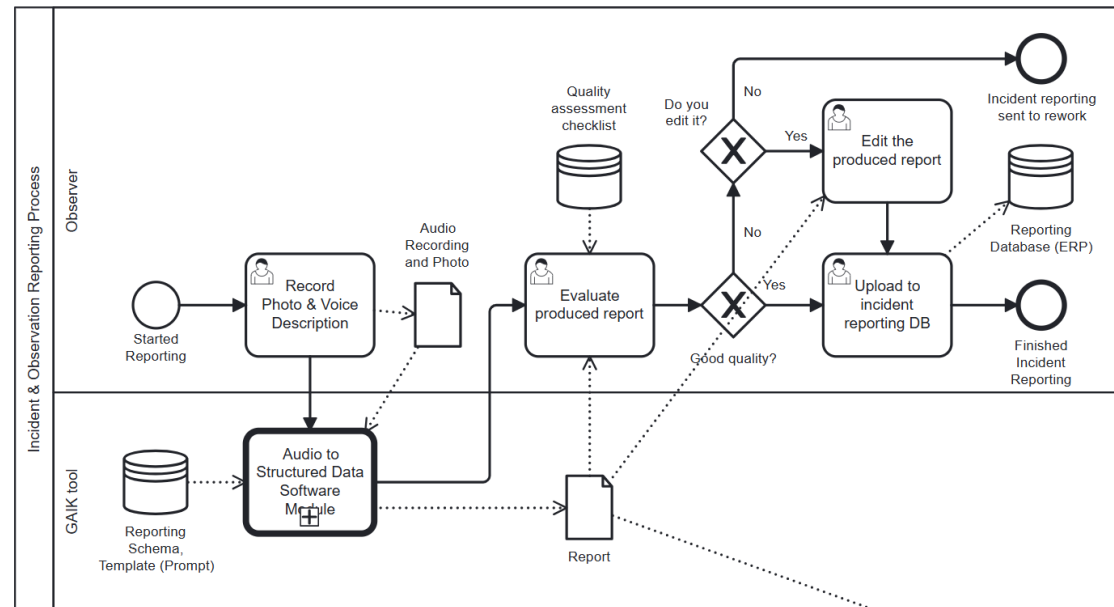 Incident & Observation Reporting Process
Observer
Started
Reporting
Record
Photo & Voice
Description
Audio
Recording
and Photo
Quality
assessment
checklist
Evaluate
produced report
Good quality?
No
Yes
Do you
edit it?
No
Yes
Edit the
produced report
Upload to
incident
reporting DB
Incident reporting
sent to rework
Reporting
Database (ERP)
Finished
Incident
Reporting
GAIK tool
Reporting
Schema,
Template (Prompt)
Audio to
Structured Data
Software
Module
Report